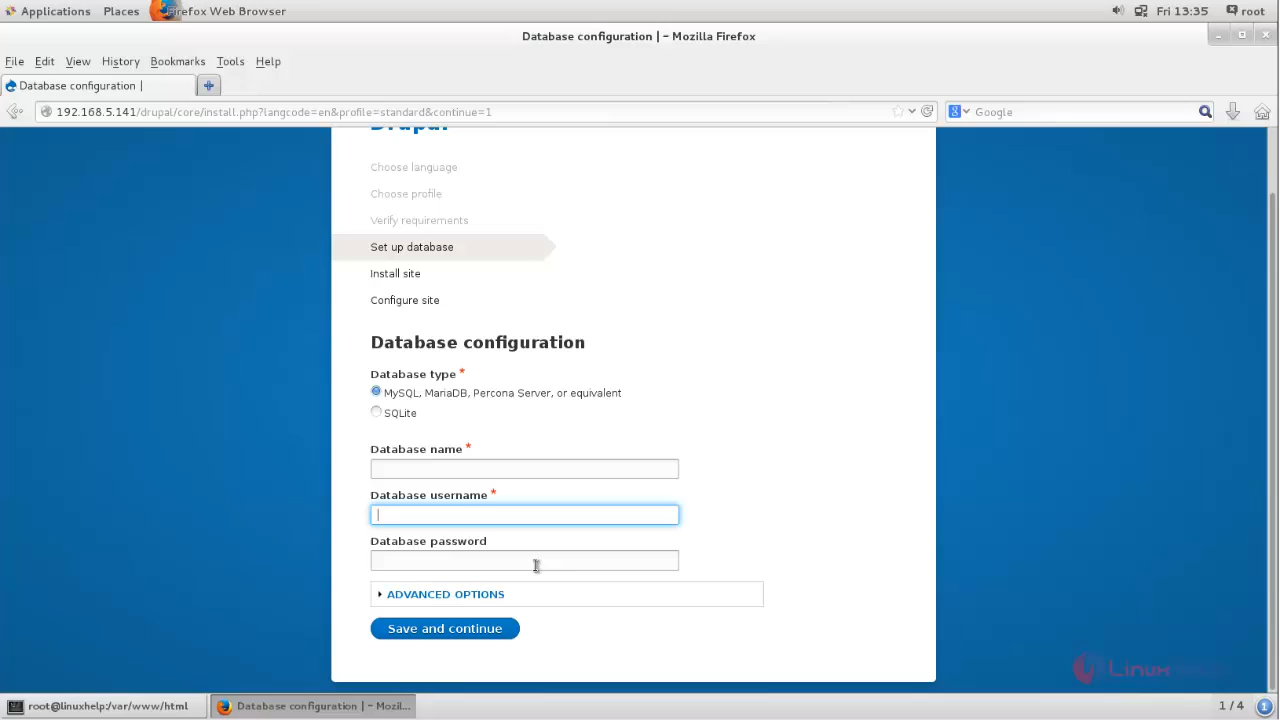 Applications Places Firefox Web Browser Fri 13:35 root
Database configuration | - Mozilla Firefox
File Edit View History Bookmarks Tools Help
Database configuration |
192.168.5.141/drupal/core/install.php?langcode=en&profile=standard&continue=1
Google
Drupal
Choose language
Choose profile
Verify requirements
Set up database
Install site
Configure site
Database configuration
Database type *
MySQL, MariaDB, Percona Server, or equivalent
SQLite
Database name *
Database username *
Database password
ADVANCED OPTIONS
Save and continue
Linux
root@linuxhelp:/var/www/html Database configuration | - Mozil... 1 / 4 1